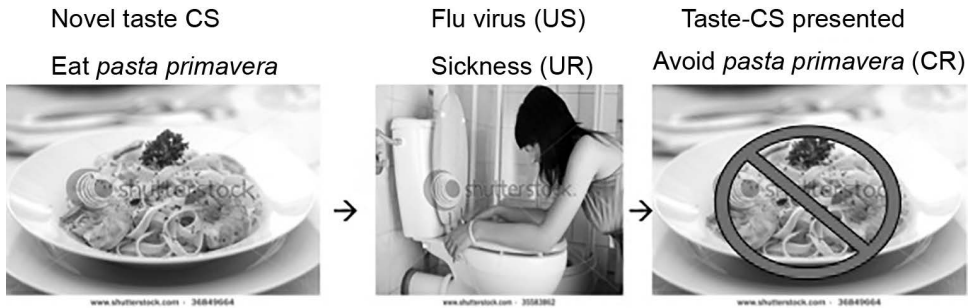 Novel taste CS
Eat pasta primavera
Flu virus (US)
Sickness (UR)
Taste-CS presented
Avoid pasta primavera (CR)
shutterstock.
shutterstock.
shutterstock.
www.shutterstock.com · 36849664
www.shutterstock.com · 35583862
www.shutterstock.com · 36849664